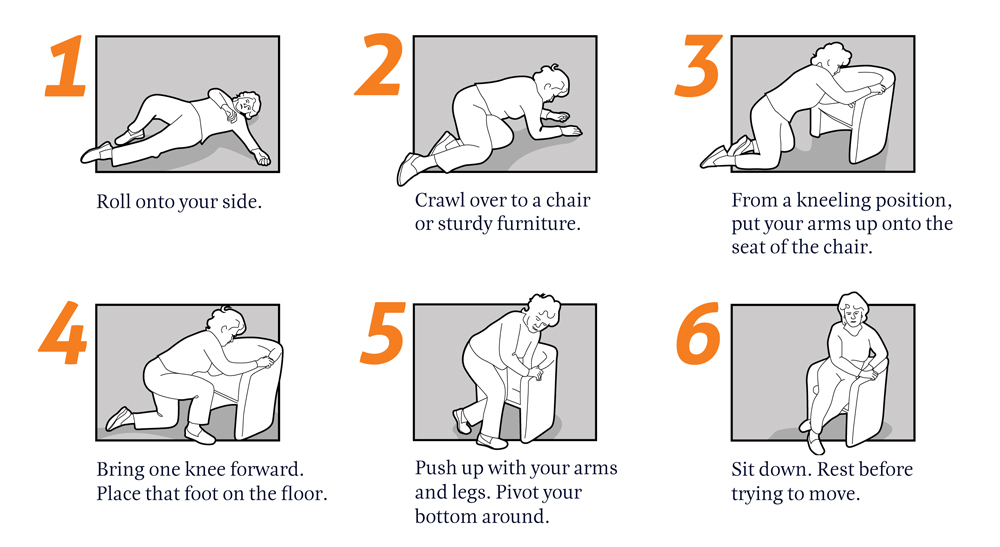 1
Roll onto your side.
2
Crawl over to a chair
or sturdy furniture.
3
From a kneeling position,
put your arms up onto the
seat of the chair.
4
Bring one knee forward.
Place that foot on the floor.
5
Push up with your arms
and legs. Pivot your
bottom around.
6
Sit down. Rest before
trying to move.